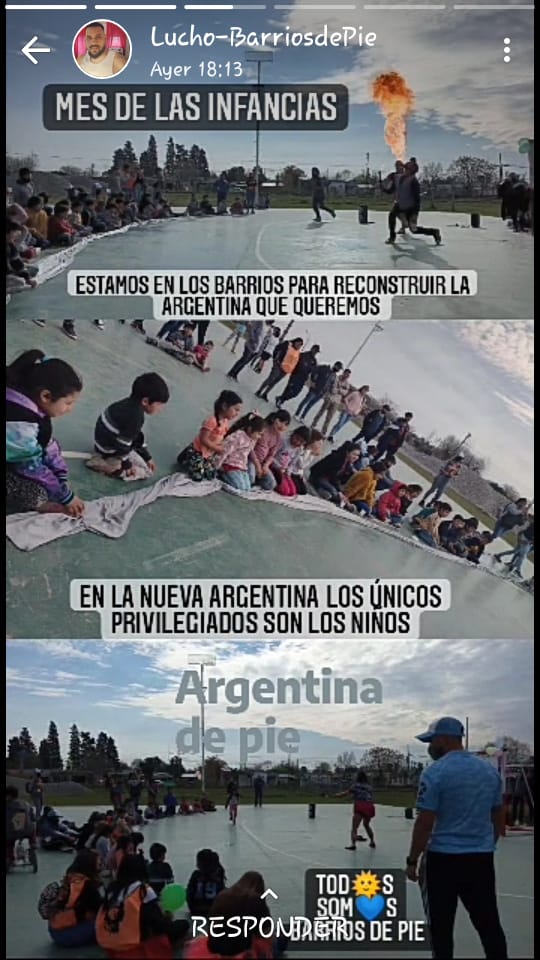 Lucho-BarriosdePie
Ayer 18:13
MES DE LAS INFANCIAS
ESTAMOS EN LOS BARRIOS PARA RECONSTRUIR LA
ARGENTINA QUE QUEREMOS
EN LA NUEVA ARGENTINA LOS ÚNICOS
PRIVILEGIADOS SON LOS NIÑOS
Argentina
de pie
TOD🌞S
SOM💙S
BARRIOS DE PIE
RESPONDER